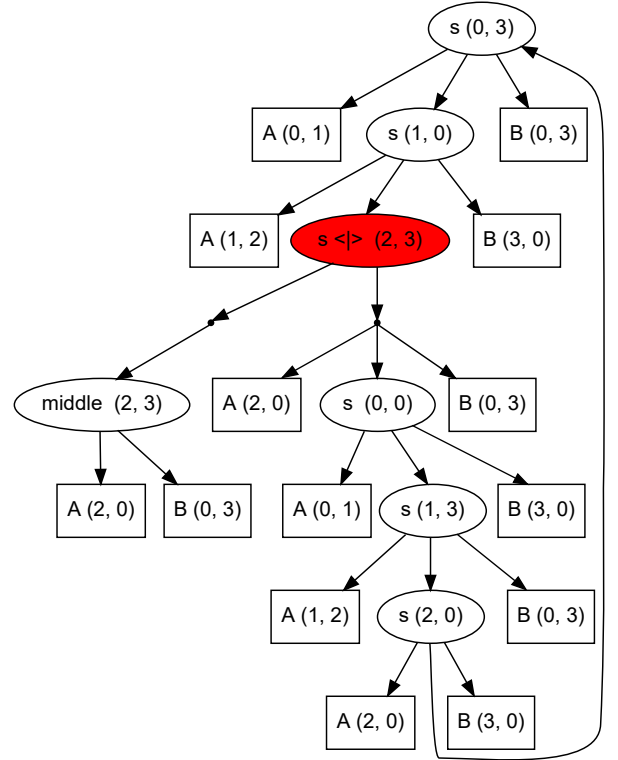 s (0, 3)
A (0, 1)
s (1, 0)
B (0, 3)
A (1, 2)
s <|> (2, 3)
B (3, 0)
middle (2, 3)
A (2, 0)
s (0, 0)
B (0, 3)
A (2, 0)
B (0, 3)
A (0, 1)
s (1, 3)
B (3, 0)
A (1, 2)
s (2, 0)
B (0, 3)
A (2, 0)
B (3, 0)